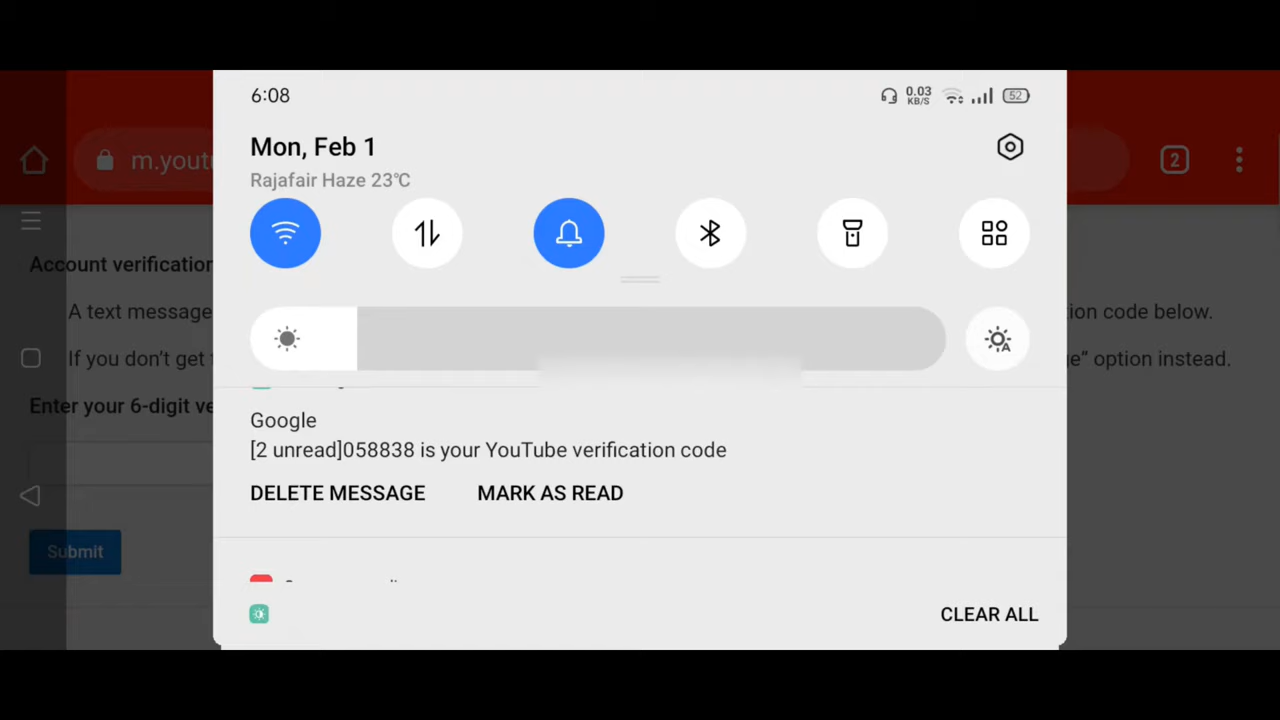 6:08
0.03
KB/S
52
Mon, Feb 1
Rajafair Haze 23℃
m.yout
2
Account verification
A text message
ion code below.
If you don’t get
ge” option instead.
Enter your 6-digit ve
Google
[2 unread]058838 is your YouTube verification code
DELETE MESSAGE MARK AS READ
Submit
CLEAR ALL